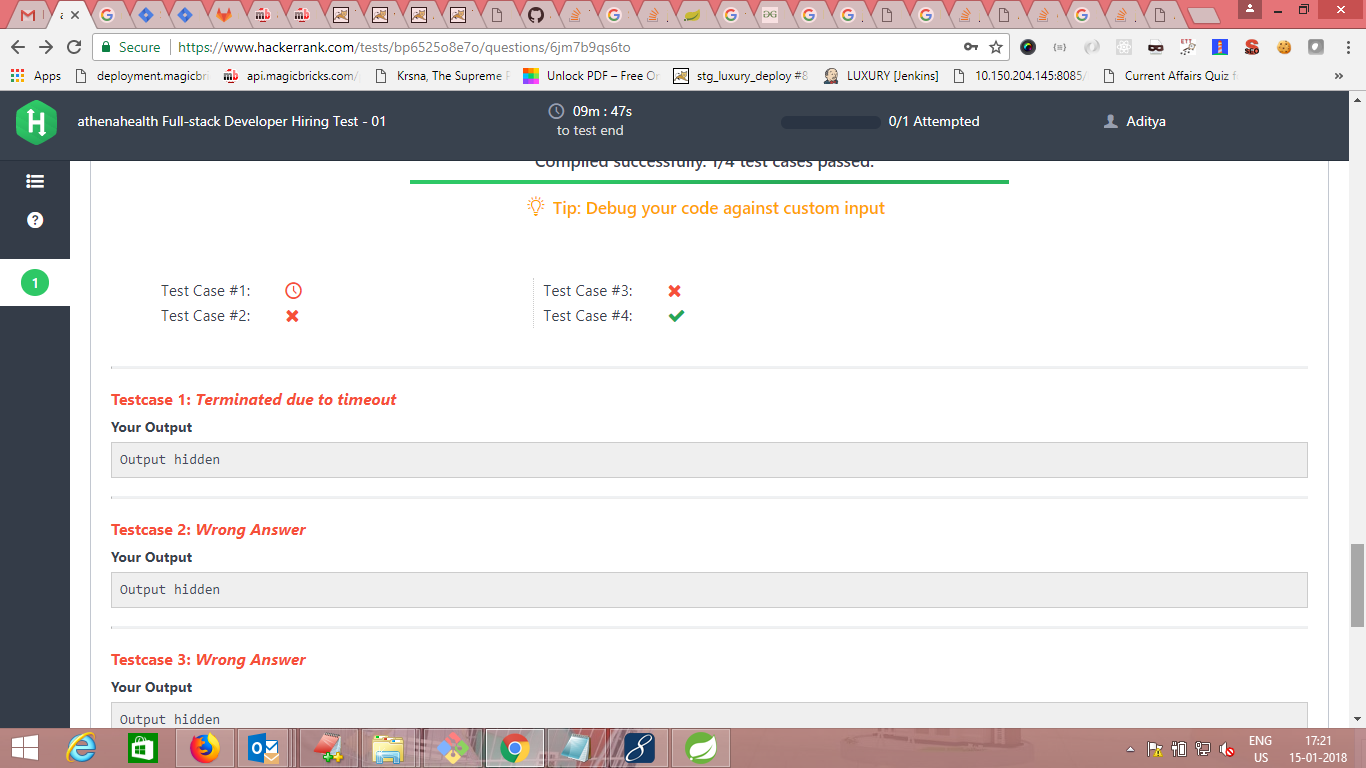 Secure
https://www.hackerrank.com/tests/bp6525o8e7o/questions/6jm7b9qs6to
Apps
deployment.magicbri
api.magicbricks.com/
Krsna, The Supreme P
Unlock PDF – Free On
stg_luxury_deploy #8
LUXURY [Jenkins]
10.150.204.145:8085/
Current Affairs Quiz f
athenahealth Full-stack Developer Hiring Test - 01
09m : 47s
to test end
0/1 Attempted
Aditya
Compiled successfully. 1/4 test cases passed.
Tip: Debug your code against custom input
1
Test Case #1:
Test Case #3:
Test Case #2:
Test Case #4:
Testcase 1: Terminated due to timeout
Your Output
Output hidden
Testcase 2: Wrong Answer
Your Output
Output hidden
Testcase 3: Wrong Answer
Your Output
Output hidden
ENG
US
17:21
15-01-2018